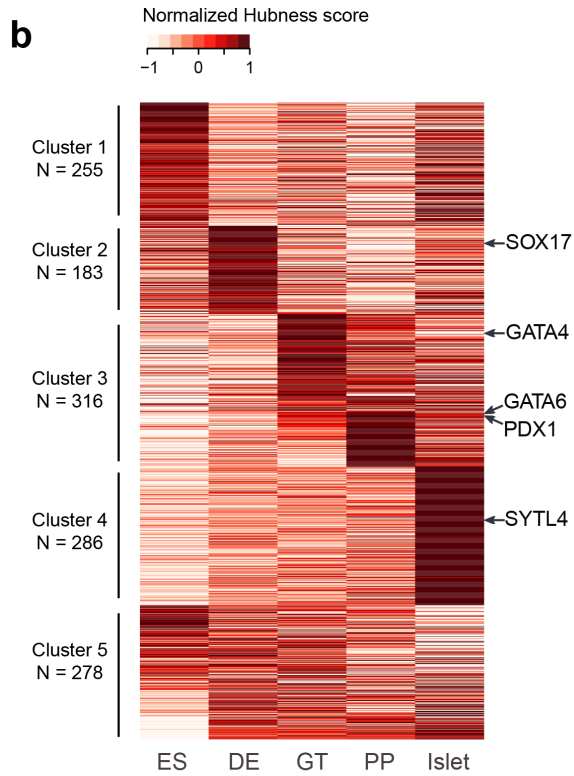 b
Normalized Hubness score
−1 0 1
Cluster 1
N = 255
Cluster 2
N = 183
SOX17
Cluster 3
N = 316
GATA4
GATA6
PDX1
Cluster 4
N = 286
SYTL4
Cluster 5
N = 278
ES DE GT PP Islet